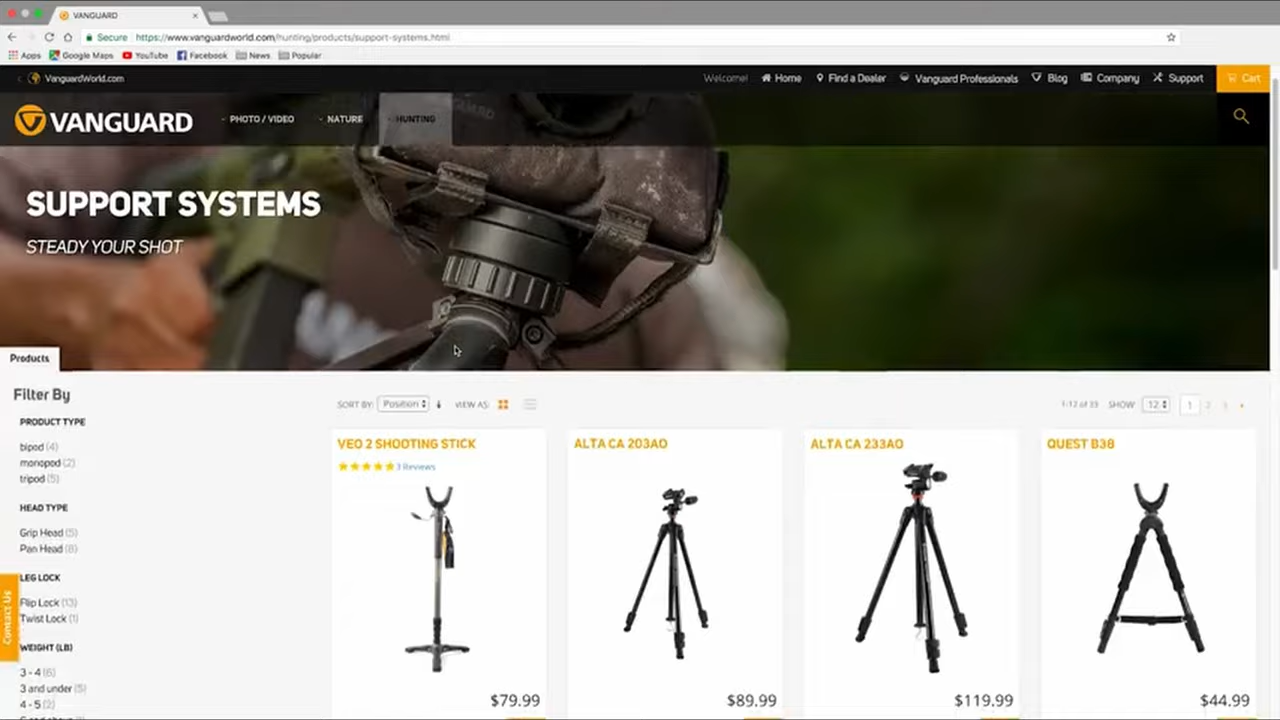 VANGUARD
Secure https://www.vanguardworld.com/hunting/products/support-systems.html
Apps Google Maps YouTube Facebook News Popular
VanguardWorld.com
Welcome! Home Find a Dealer Vanguard Professionals Blog Company Support Cart
VANGUARD PHOTO / VIDEO NATURE HUNTING
SUPPORT SYSTEMS
STEADY YOUR SHOT
Products
Filter By
PRODUCT TYPE
bipod (4)
monopod (2)
tripod (5)
HEAD TYPE
Grip Head (5)
Pan Head (8)
LEG LOCK
Flip Lock (13)
Twist Lock (1)
WEIGHT (LB)
3 - 4 (6)
3 and under (5)
4 - 5 (2)
Contact Us
SORT BY: Position VIEW AS:
SHOW: 12 1 2 3
VEO 2 SHOOTING STICK
3 Reviews
$79.99
ALTA CA 203AO
$89.99
ALTA CA 233AO
$119.99
QUEST B38
$44.99